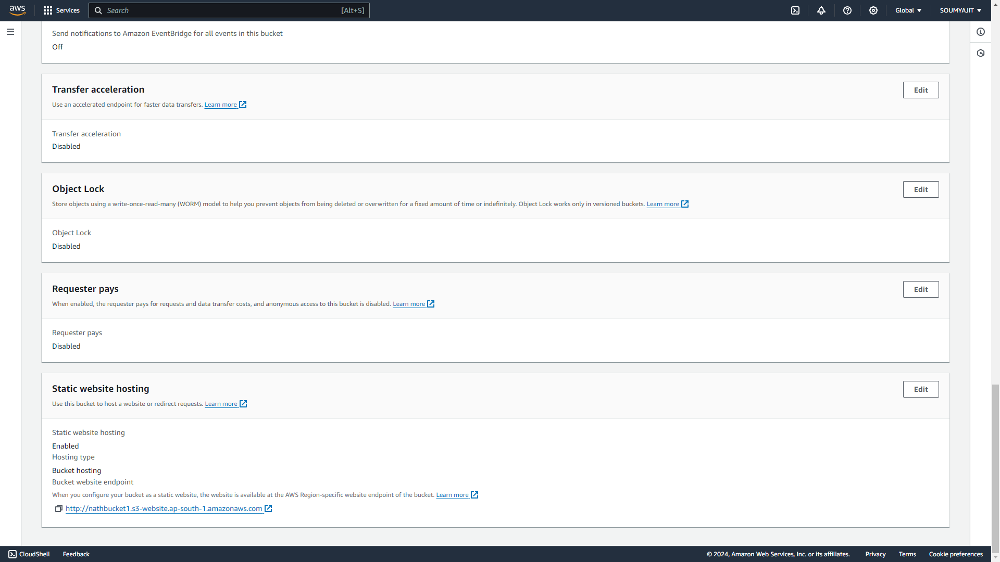 aws
Services
Search
[Alt+S]
Global
SOUMYAJIT
Send notifications to Amazon EventBridge for all events in this bucket
Off
Transfer acceleration
Edit
Use an accelerated endpoint for faster data transfers. Learn more
Transfer acceleration
Disabled
Object Lock
Edit
Store objects using a write-once-read-many (WORM) model to help you prevent objects from being deleted or overwritten for a fixed amount of time or indefinitely. Object Lock works only in versioned buckets. Learn more
Object Lock
Disabled
Requester pays
Edit
When enabled, the requester pays for requests and data transfer costs, and anonymous access to this bucket is disabled. Learn more
Requester pays
Disabled
Static website hosting
Edit
Use this bucket to host a website or redirect requests. Learn more
Static website hosting
Enabled
Hosting type
Bucket hosting
Bucket website endpoint
When you configure your bucket as a static website, the website is available at the AWS Region-specific website endpoint of the bucket. Learn more
http://nathbucket1.s3-website.ap-south-1.amazonaws.com
CloudShell
Feedback
© 2024, Amazon Web Services, Inc. or its affiliates.
Privacy
Terms
Cookie preferences